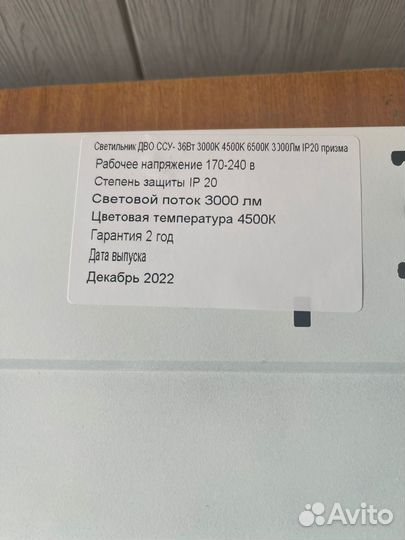 Светильник ДВО ССУ- 36Вт 3000К 4500К 6500К 3000Лм IP20 призма
Рабочее напряжение 170-240 в
Степень защиты IP 20
Световой поток 3000 лм
Цветовая температура 4500К
Гарантия 2 год
Дата выпуска
Декабрь 2022
Avito